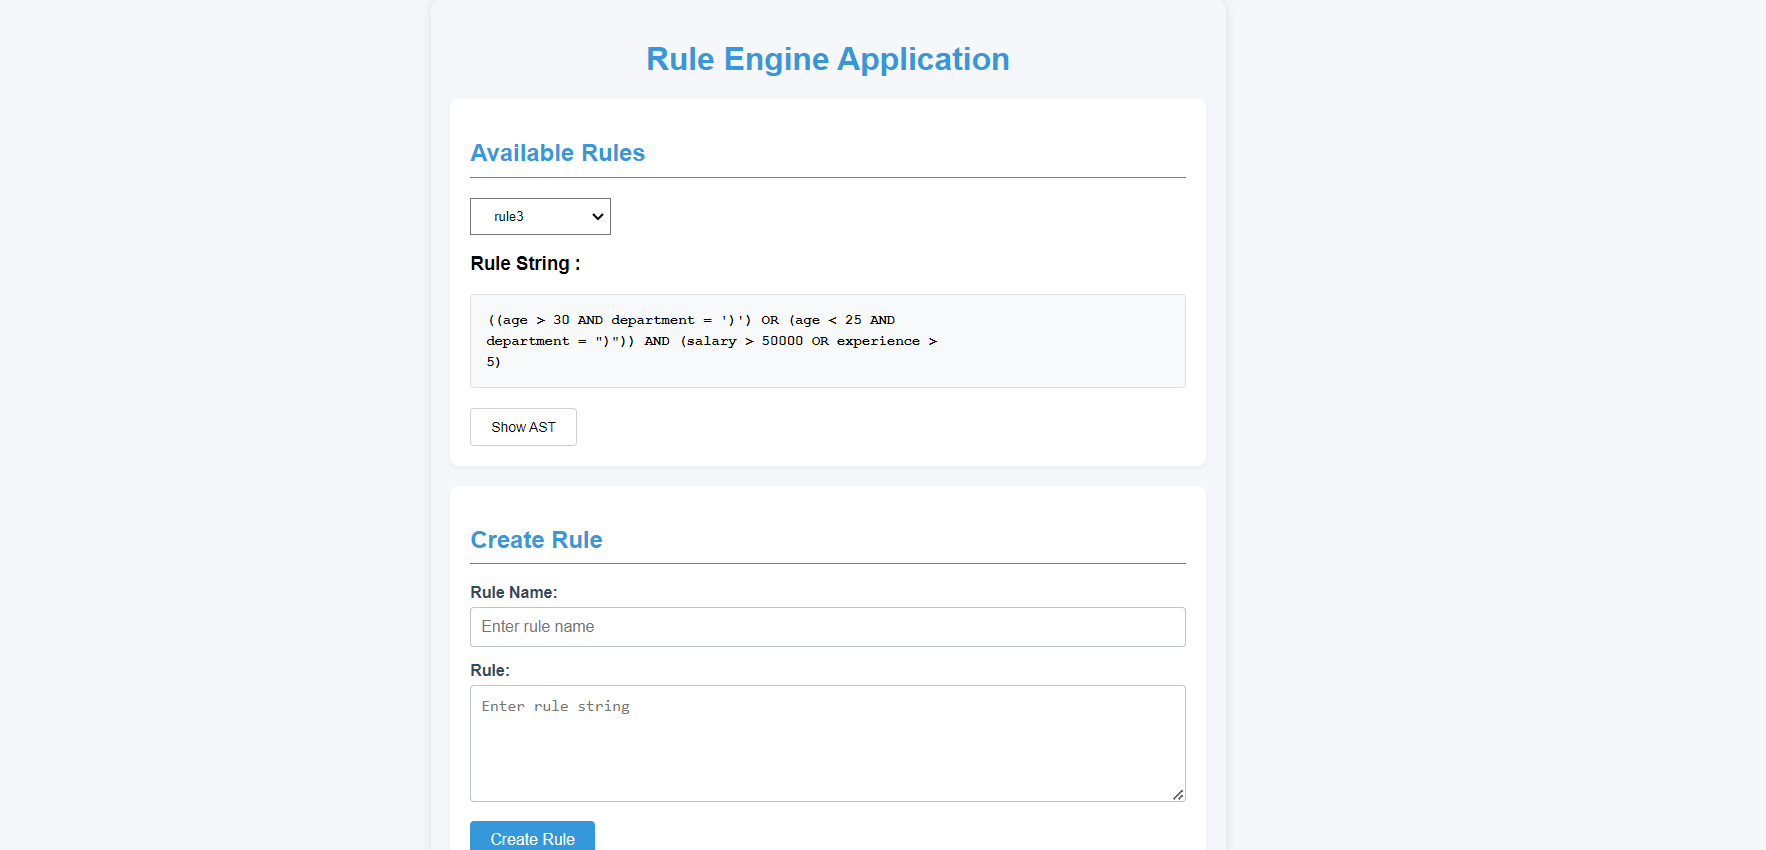 Rule Engine Application
Available Rules
rule3
Rule String :
((age > 30 AND department = ')') OR (age < 25 AND
department = ")")) AND (salary > 50000 OR experience >
5)
Show AST
Create Rule
Rule Name:
Enter rule name
Rule:
Enter rule string
Create Rule